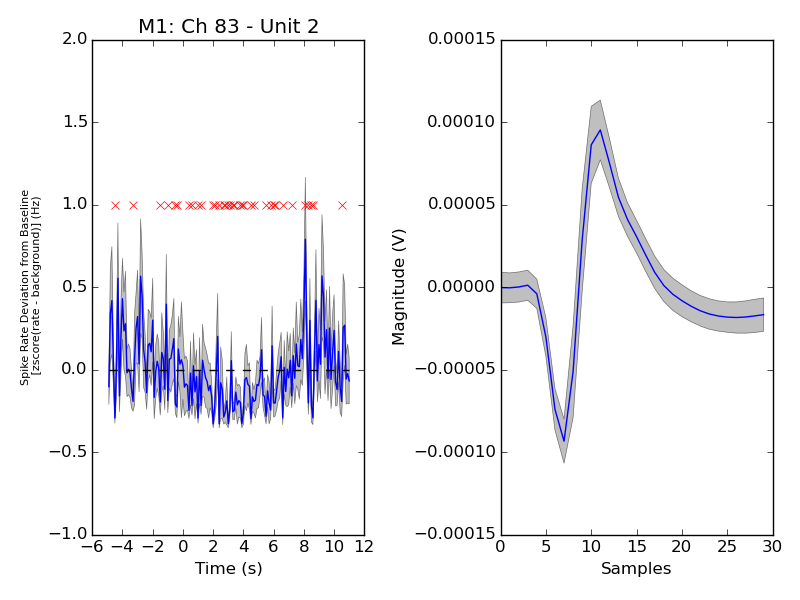 M1: Ch 83 - Unit 2
2.0
1.5
1.0
0.5
0.0
−0.5
−1.0
−6 −4 −2 0 2 4 6 8 10 12
Time (s)
Spike Rate Deviation from Baseline
[zscore(rate - background)] (Hz)
0.00015
0.00010
0.00005
0.00000
−0.00005
−0.00010
−0.00015
0 5 10 15 20 25 30
Samples
Magnitude (V)